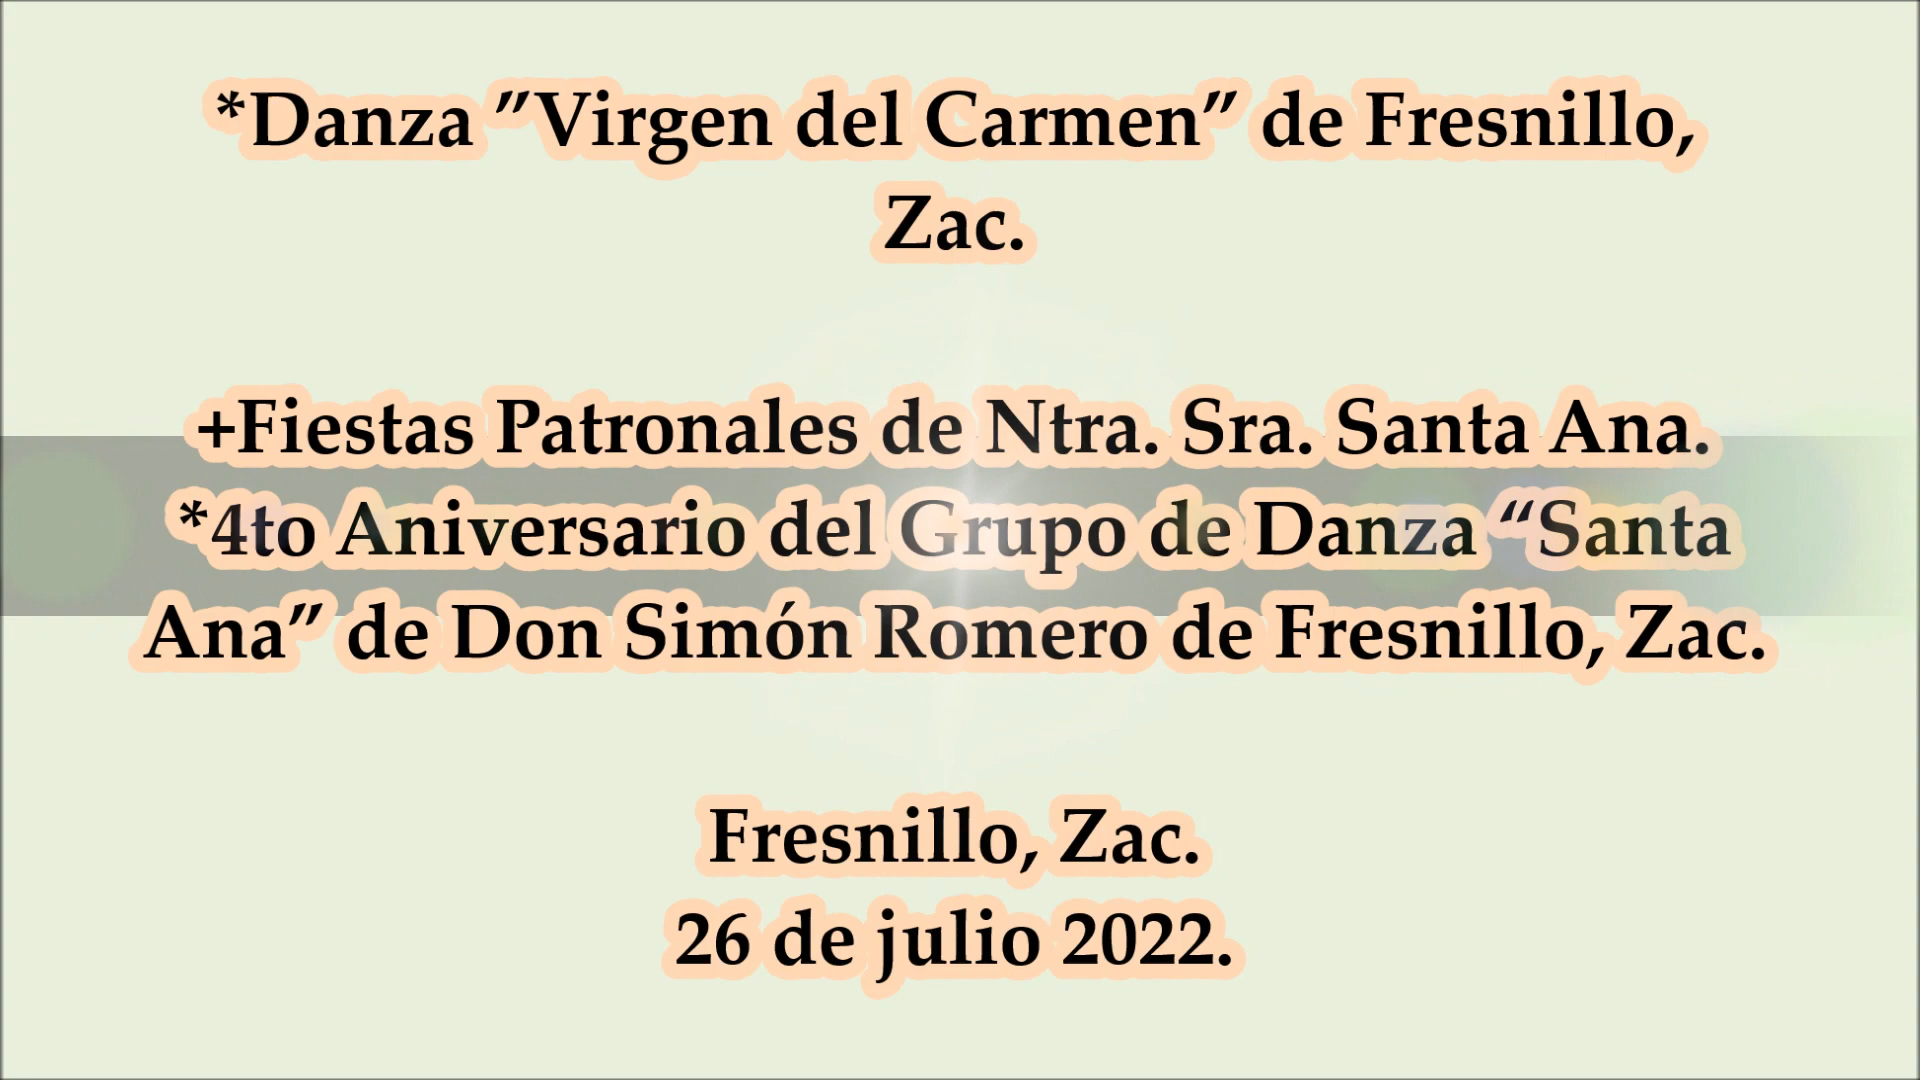 *Danza ”Virgen del Carmen” de Fresnillo,
Zac.
+Fiestas Patronales de Ntra. Sra. Santa Ana.
*4to Aniversario del Grupo de Danza “Santa
Ana” de Don Simón Romero de Fresnillo, Zac.
Fresnillo, Zac.
26 de julio 2022.